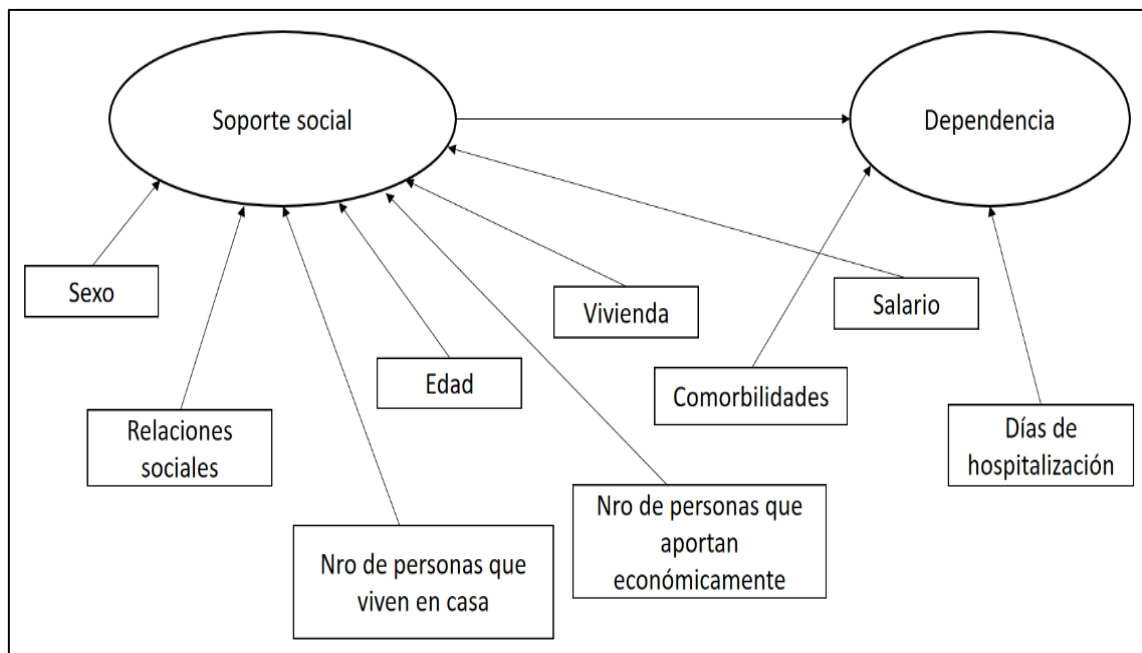 Soporte social
Dependencia
Sexo
Vivienda
Salario
Edad
Comorbilidades
Relaciones
sociales
Días de
hospitalización
Nro de personas que
aportan
económicamente
Nro de personas que
viven en casa